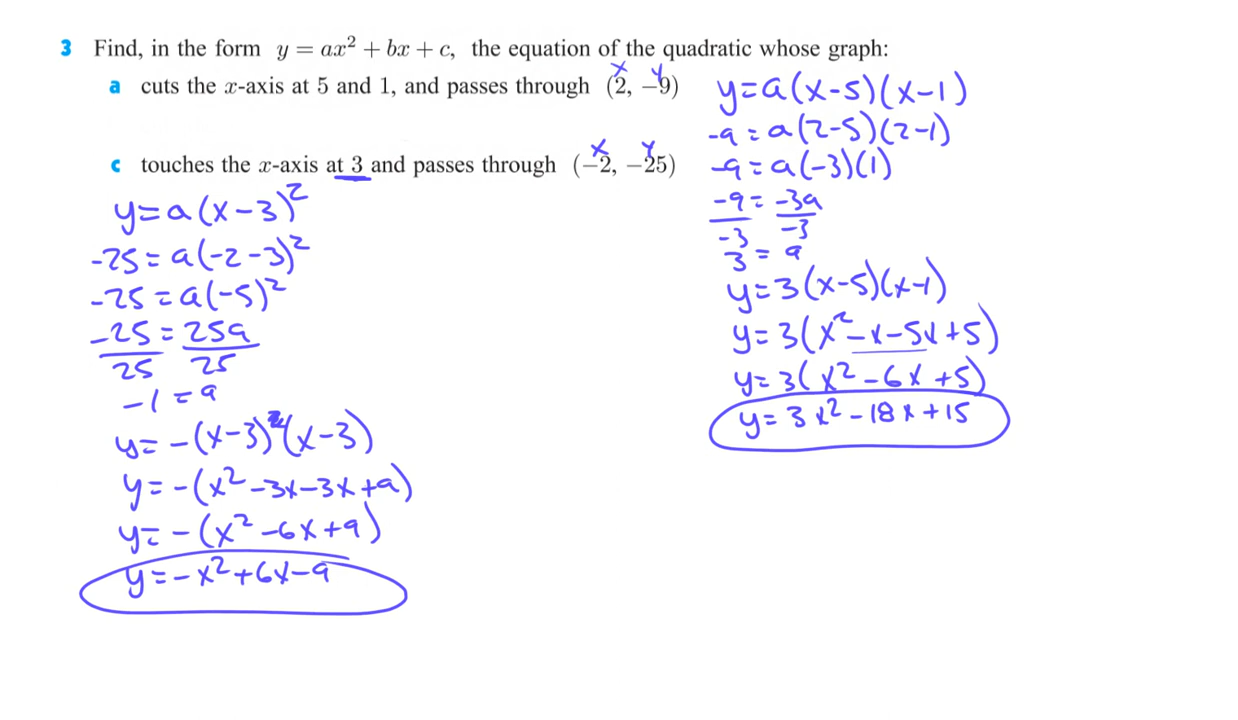 3 Find, in the form y = ax² + bx + c, the equation of the quadratic whose graph:
a cuts the x-axis at 5 and 1, and passes through (2, −9)
x y
c touches the x-axis at 3 and passes through (−2, −25)
x y
y=a(x-3)²
-25=a(-2-3)²
-25=a(-5)²
-25=25a
25 25
-1=a
y=-(x-3)(x-3)
y=-(x²-3x-3x+9)
y=-(x²-6x+9)
y=-x²+6x-9
y=a(x-5)(x-1)
-9=a(2-5)(2-1)
-9=a(-3)(1)
-9=-3a
-3 -3
3=a
y=3(x-5)(x-1)
y=3(x²-x-5x+5)
y=3(x²-6x+5)
y=3x²-18x+15